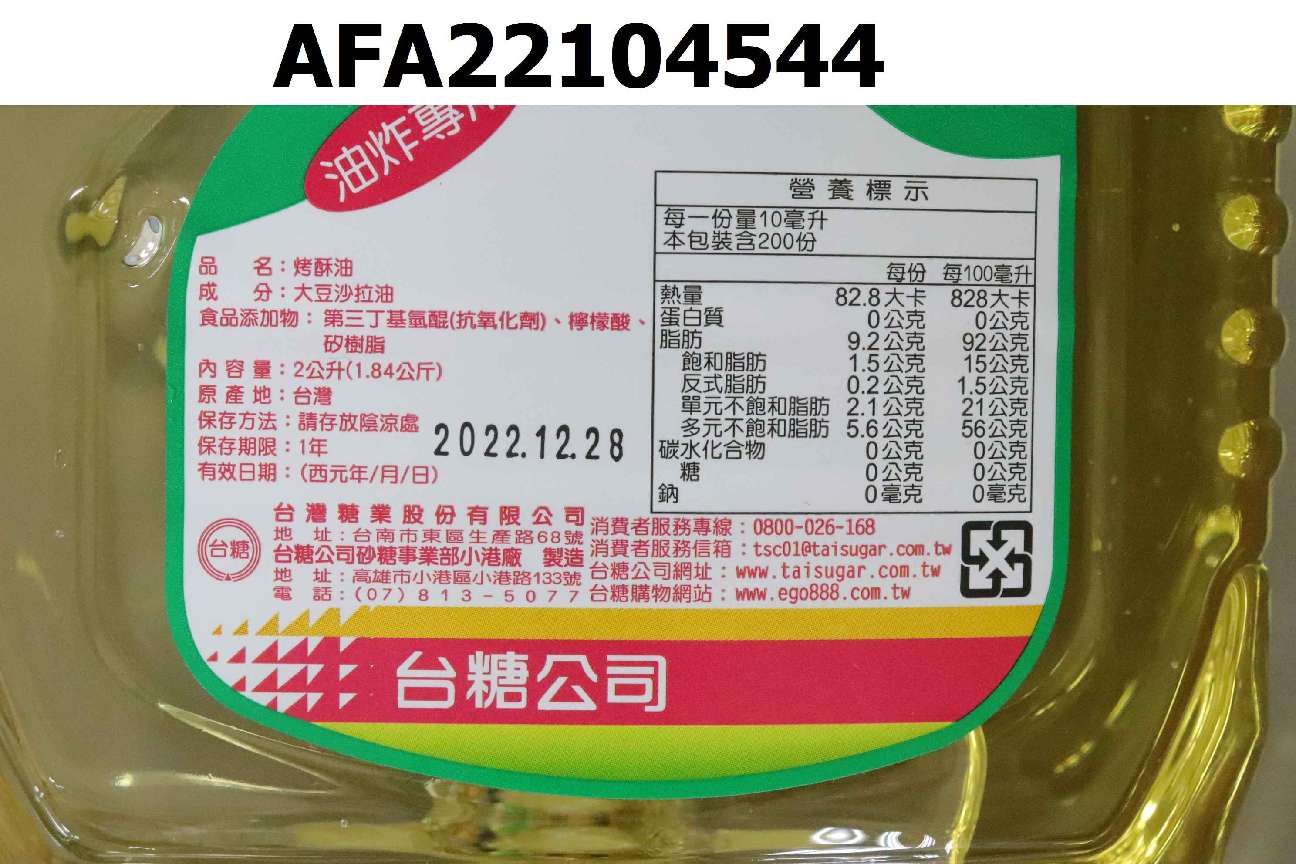 AFA22104544
油炸專用
營養標示
每一份量10毫升
本包裝含200份
每份 每100毫升
熱量 82.8大卡 828大卡
蛋白質 0公克 0公克
脂肪 9.2公克 92公克
飽和脂肪 1.5公克 15公克
反式脂肪 0.2公克 1.5公克
單元不飽和脂肪 2.1公克 21公克
多元不飽和脂肪 5.6公克 56公克
碳水化合物 0公克 0公克
糖 0公克 0公克
鈉 0毫克 0毫克
品名：烤酥油
成分：大豆沙拉油
食品添加物：第三丁基氫醌(抗氧化劑)、檸檬酸、
矽樹脂
內容量：2公升(1.84公斤)
原產地：台灣
保存方法：請存放陰涼處
保存期限：1年
有效日期：(西元年/月/日)
2022.12.28
台糖
台灣糖業股份有限公司
地址：台南市東區生產路68號
台糖公司砂糖事業部小港廠 製造
地址：高雄市小港區小港路133號
電話：(07)813-5077
消費者服務專線：0800-026-168
消費者服務信箱：tsc01@taisugar.com.tw
台糖公司網址：www.taisugar.com.tw
台糖購物網站：www.ego888.com.tw
台糖公司